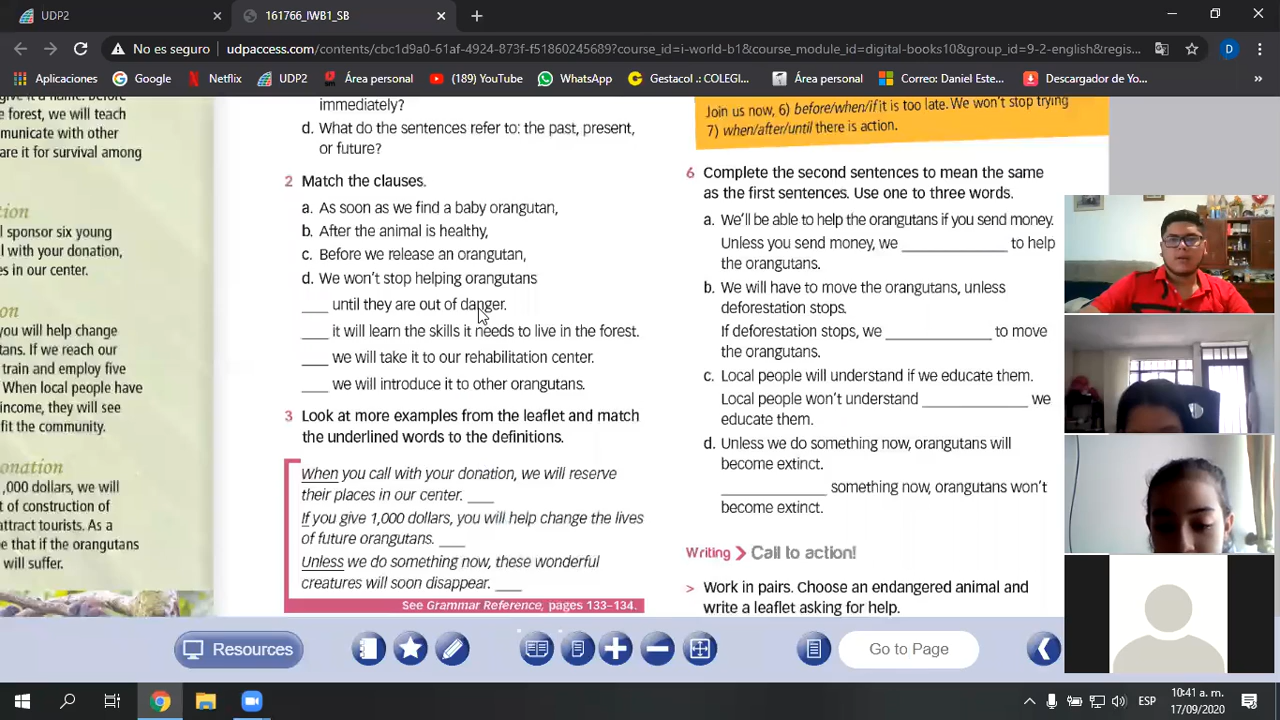 UDP2
161766_IWB1_SB
No es seguro
udpaccess.com/contents/cbc1d9a0-61af-4924-873f-f51860245689?course_id=i-world-b1&course_module_id=digital-books10&group_id=9-2-english&regis...
D
Aplicaciones
Google
Netflix
UDP2
Área personal
(189) YouTube
WhatsApp
Gestacol .: COLEGI...
Área personal
Correo: Daniel Este...
Descargador de Yo...
give it a name. Before
e forest, we will teach
municate with other
are it for survival among
tion
l sponsor six young
l with your donation,
es in our center.
on
you will help change
tans. If we reach our
train and employ five
When local people have
income, they will see
fit the community.
onation
,000 dollars, we will
t of construction of
attract tourists. As a
e that if the orangutans
will suffer.
immediately?
d. What do the sentences refer to: the past, present,
or future?
2 Match the clauses.
a. As soon as we find a baby orangutan,
b. After the animal is healthy,
c. Before we release an orangutan,
d. We won't stop helping orangutans
___ until they are out of danger.
___ it will learn the skills it needs to live in the forest.
___ we will take it to our rehabilitation center.
___ we will introduce it to other orangutans.
3 Look at more examples from the leaflet and match
the underlined words to the definitions.
When you call with your donation, we will reserve
their places in our center. ___
If you give 1,000 dollars, you will help change the lives
of future orangutans. ___
Unless we do something now, these wonderful
creatures will soon disappear. ___
See Grammar Reference, pages 133–134.
Join us now, 6) before/when/if it is too late. We won't stop trying
7) when/after/until there is action.
6 Complete the second sentences to mean the same
as the first sentences. Use one to three words.
a. We'll be able to help the orangutans if you send money.
Unless you send money, we ____________ to help
the orangutans.
b. We will have to move the orangutans, unless
deforestation stops.
If deforestation stops, we ____________ to move
the orangutans.
c. Local people will understand if we educate them.
Local people won't understand ____________ we
educate them.
d. Unless we do something now, orangutans will
become extinct.
____________ something now, orangutans won't
become extinct.
Writing > Call to action!
> Work in pairs. Choose an endangered animal and
write a leaflet asking for help.
Resources
Go to Page
ESP
10:41 a. m.
17/09/2020